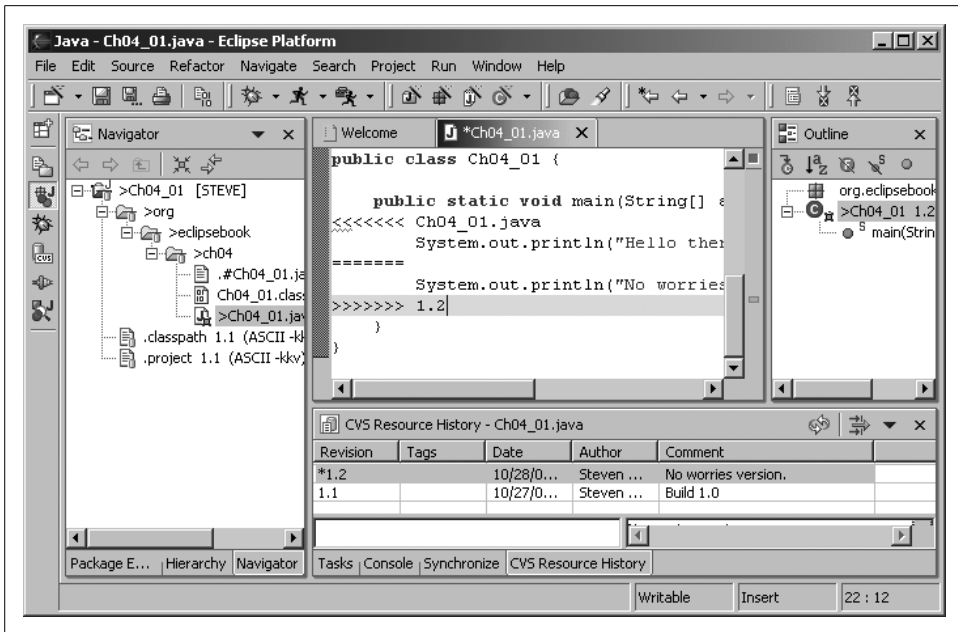 Java - Ch04_01.java - Eclipse Platform
File Edit Source Refactor Navigate Search Project Run Window Help
Navigator
>Ch04_01 [STEVE]
>org
>eclipsebook
>ch04
.#Ch04_01.ja
Ch04_01.clas
>Ch04_01.jav
.classpath 1.1 (ASCII -kk
.project 1.1 (ASCII -kkv)
Package E... Hierarchy Navigator
Welcome *Ch04_01.java
public class Ch04_01 {
public static void main(String[] a
<<<<<<< Ch04_01.java
System.out.println("Hello ther
=======
System.out.println("No worries
>>>>>>> 1.2
}
}
Outline
org.eclipsebook
>Ch04_01 1.2
main(Strin
CVS Resource History - Ch04_01.java
Revision Tags Date Author Comment
*1.2 10/28/0... Steven ... No worries version.
1.1 10/27/0... Steven ... Build 1.0
Tasks Console Synchronize CVS Resource History
Writable Insert 22 : 12